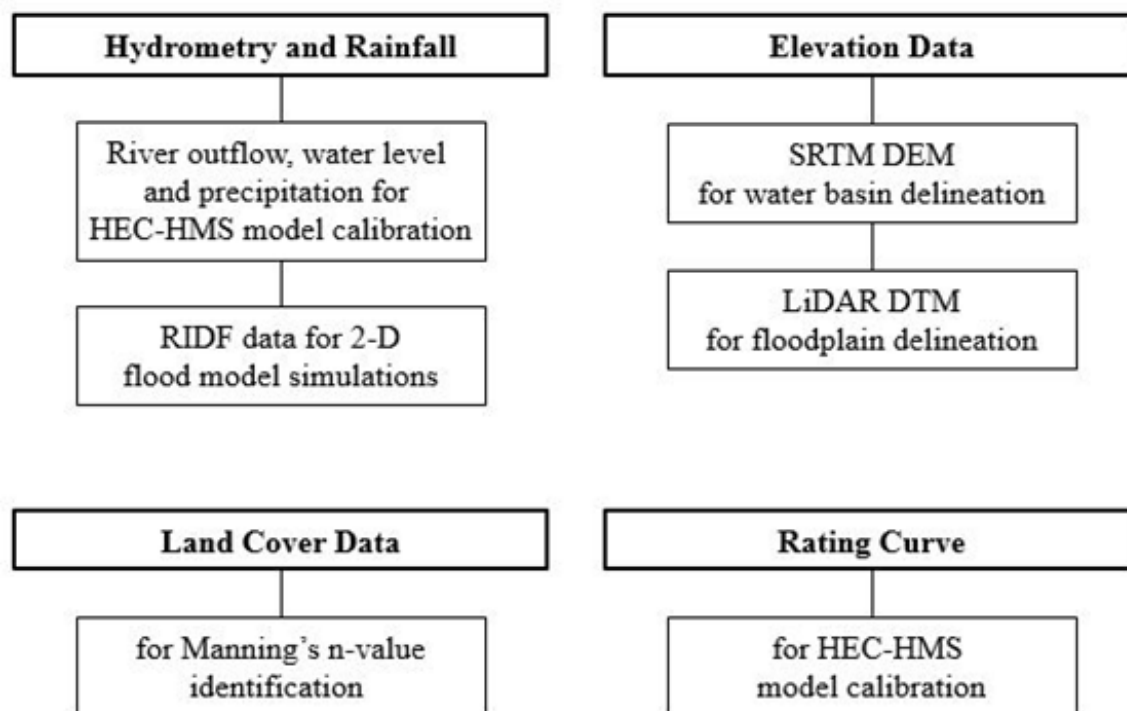 Hydrometry and Rainfall
River outflow, water level
and precipitation for
HEC-HMS model calibration
RIDF data for 2-D
flood model simulations
Elevation Data
SRTM DEM
for water basin delineation
LiDAR DTM
for floodplain delineation
Land Cover Data
for Manning's n-value
identification
Rating Curve
for HEC-HMS
model calibration